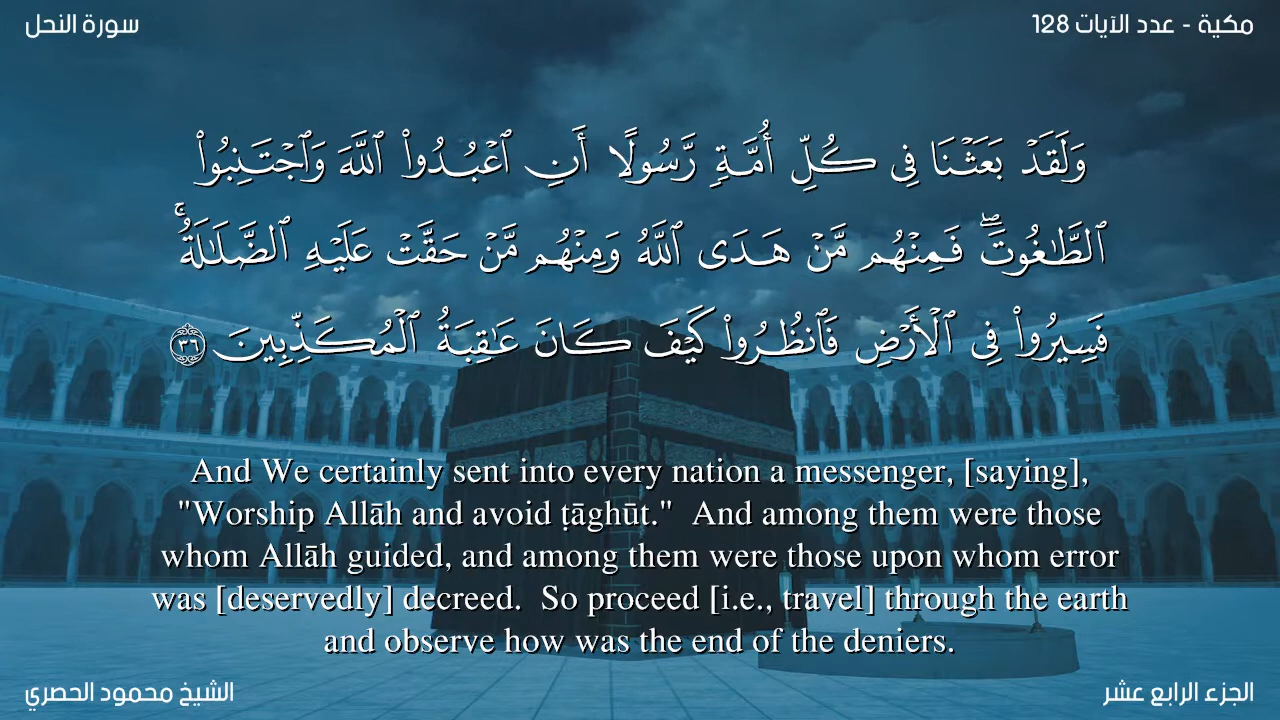 سورة النحل
مكية - عدد الآيات 128
وَلَقَدۡ بَعَثۡنَا فِي كُلِّ أُمَّةٖ رَّسُولًا أَنِ ٱعۡبُدُواْ ٱللَّهَ وَٱجۡتَنِبُواْ
ٱلطَّٰغُوتَۖ فَمِنۡهُم مَّنۡ هَدَى ٱللَّهُ وَمِنۡهُم مَّنۡ حَقَّتۡ عَلَيۡهِ ٱلضَّلَٰلَةُۚ
فَسِيرُواْ فِي ٱلۡأَرۡضِ فَٱنظُرُواْ كَيۡفَ كَانَ عَٰقِبَةُ ٱلۡمُكَذِّبِينَ ٣٦
And We certainly sent into every nation a messenger, [saying],
"Worship Allāh and avoid ṭāghūt."  And among them were those
whom Allāh guided, and among them were those upon whom error
was [deservedly] decreed.  So proceed [i.e., travel] through the earth
and observe how was the end of the deniers.
الشيخ محمود الحصري
الجزء الرابع عشر